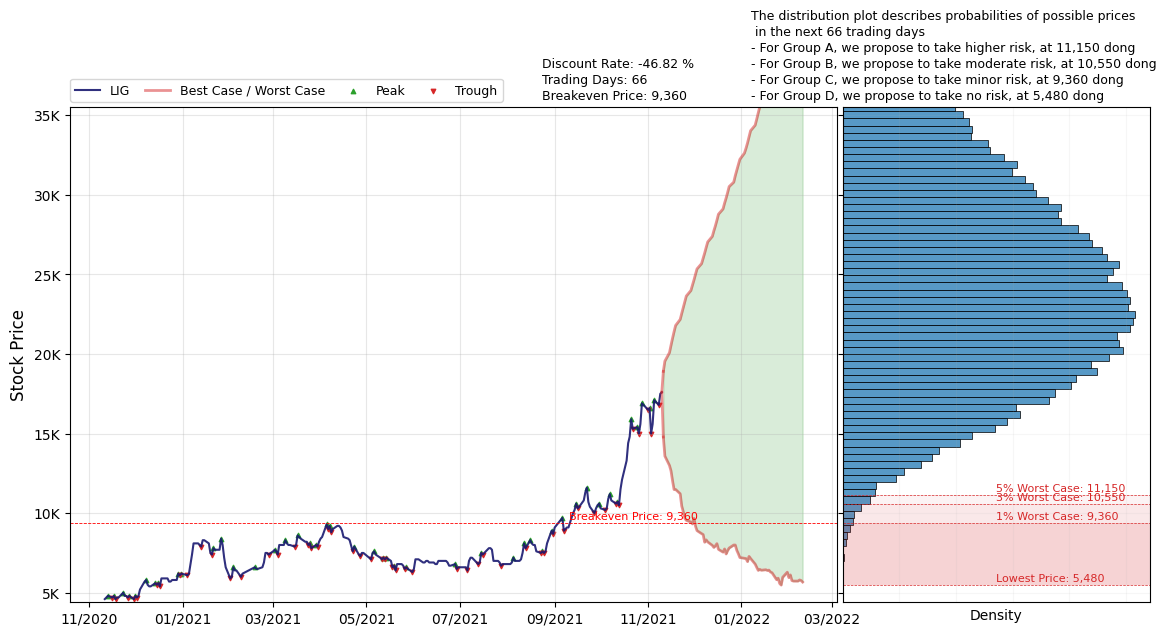 The distribution plot describes probabilities of possible prices
in the next 66 trading days
- For Group A, we propose to take higher risk, at 11,150 dong
- For Group B, we propose to take moderate risk, at 10,550 dong
- For Group C, we propose to take minor risk, at 9,360 dong
- For Group D, we propose to take no risk, at 5,480 dong
Discount Rate: -46.82 %
Trading Days: 66
Breakeven Price: 9,360
LIG
Best Case / Worst Case
Peak
Trough
Stock Price
35K
30K
25K
20K
15K
10K
5K
Breakeven Price: 9,360
11/2020
01/2021
03/2021
05/2021
07/2021
09/2021
11/2021
01/2022
03/2022
5% Worst Case: 11,150
3% Worst Case: 10,550
1% Worst Case: 9,360
Lowest Price: 5,480
Density